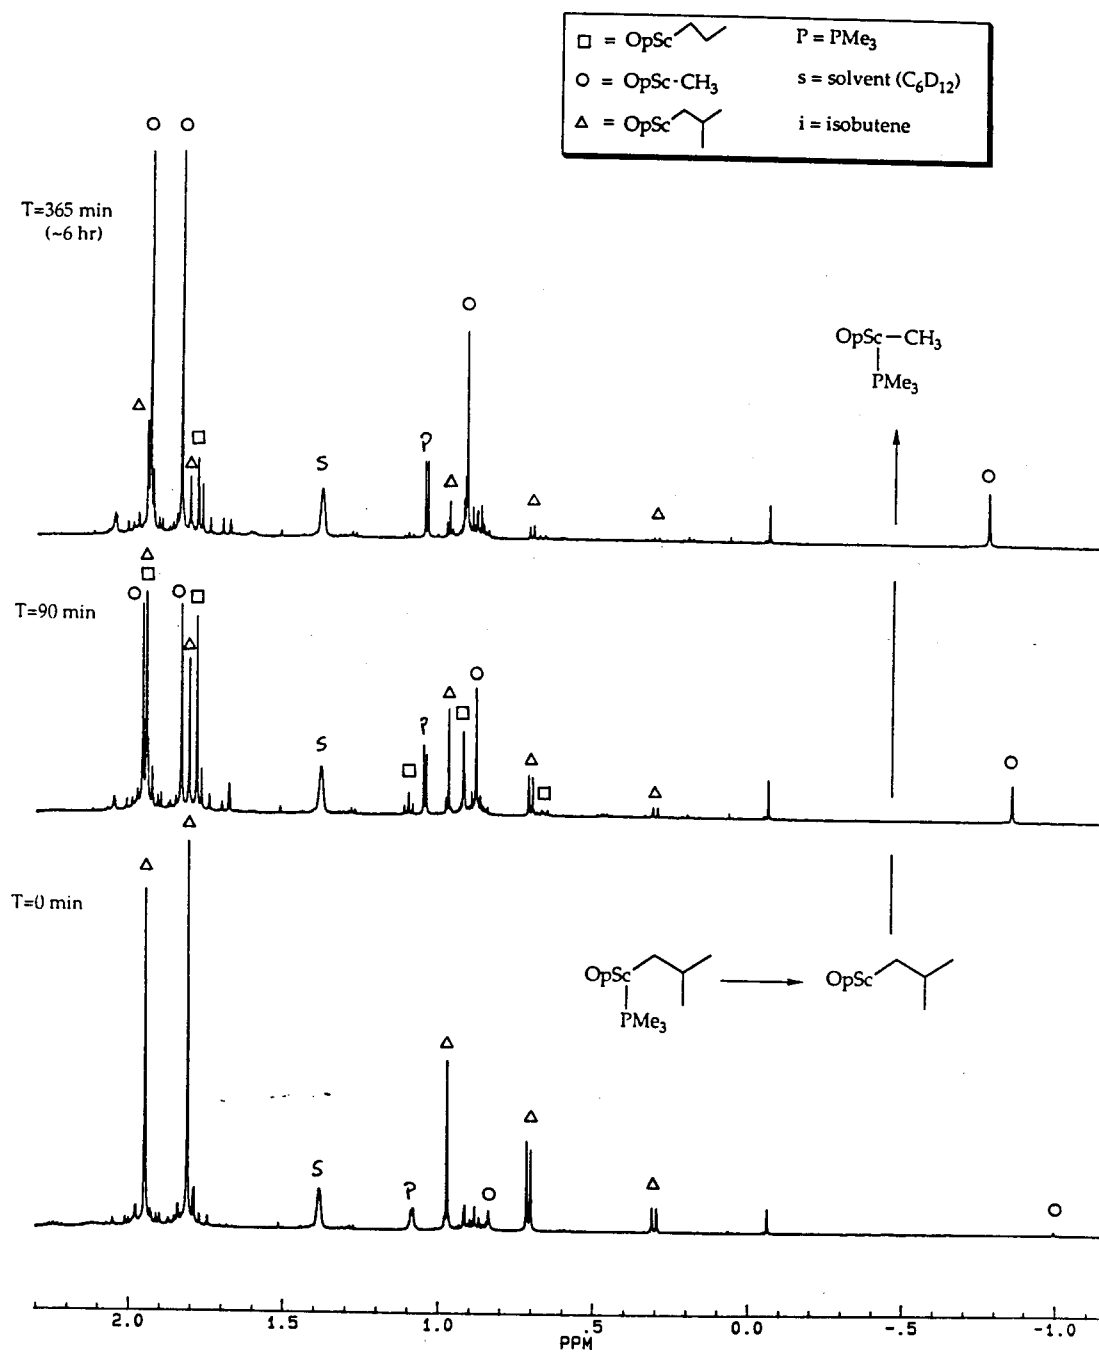 □ = OpSc
P = PMe3
○ = OpSc-CH3
s = solvent (C6D12)
△ = OpSc
i = isobutene
T=365 min
(~6 hr)
S
P
OpSc—CH3
PMe3
T=90 min
S
P
T=0 min
OpSc
PMe3
OpSc
S
P
2.0 1.5 1.0 .5 0.0 -.5 -1.0
PPM